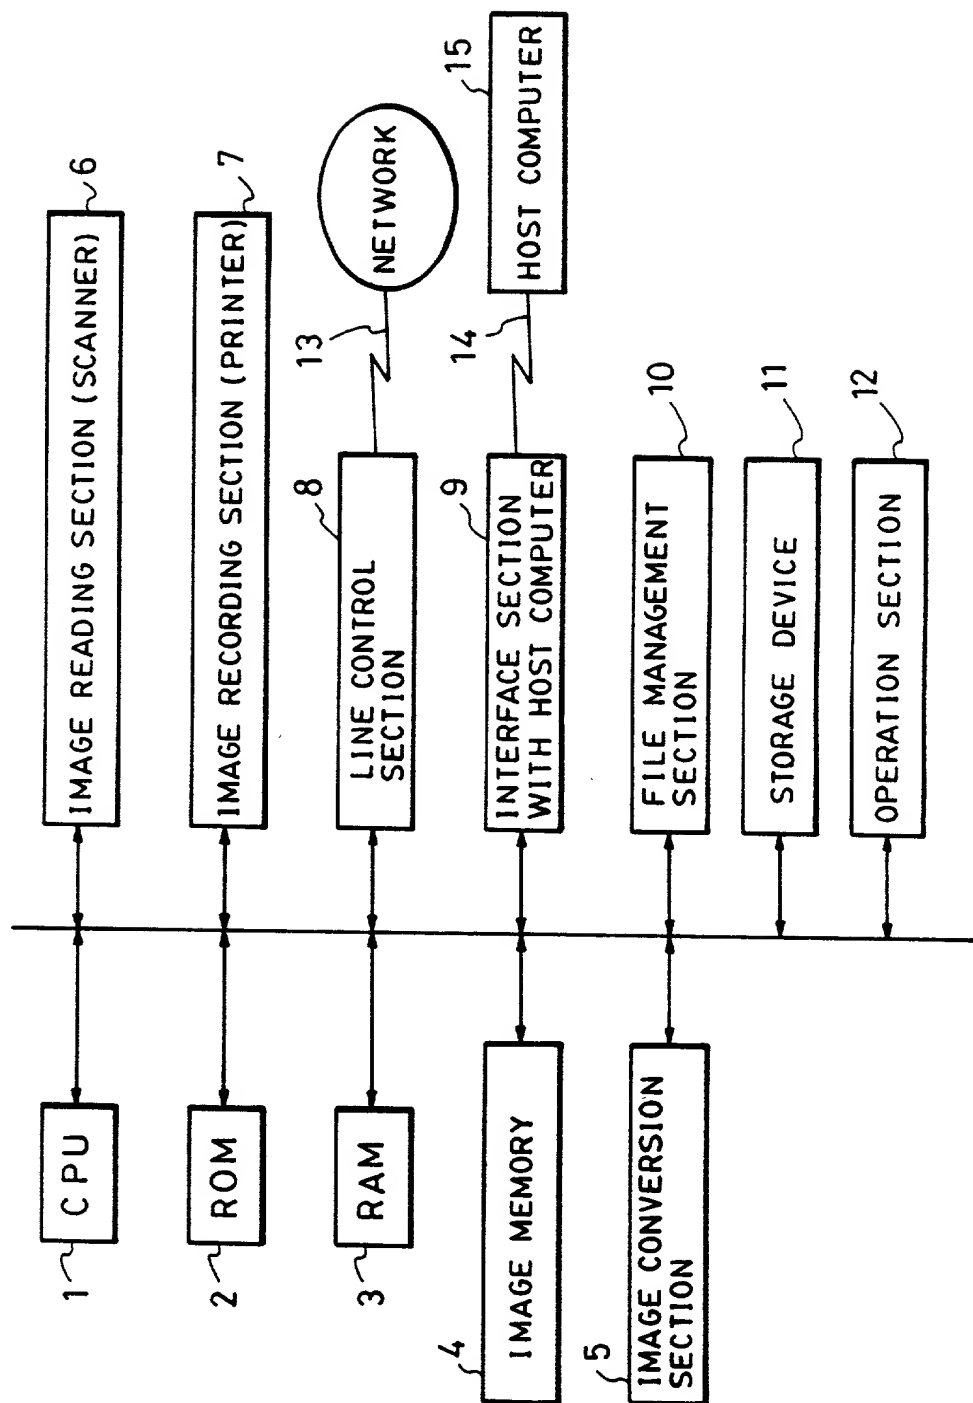 1
CPU
2
ROM
3
RAM
4
IMAGE MEMORY
5
IMAGE CONVERSION
SECTION
6
IMAGE READING SECTION (SCANNER)
7
IMAGE RECORDING SECTION (PRINTER)
8
LINE CONTROL
SECTION
13
NETWORK
9
INTERFACE SECTION
WITH HOST COMPUTER
14
15
HOST COMPUTER
10
FILE MANAGEMENT
SECTION
11
STORAGE DEVICE
12
OPERATION SECTION